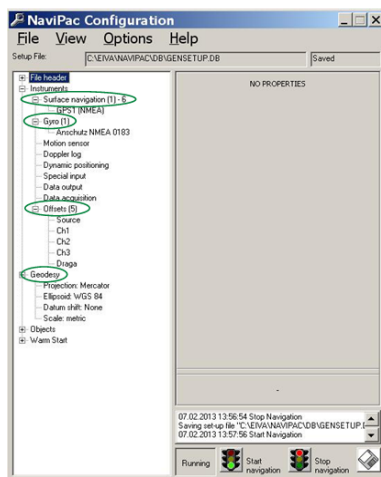 NaviPac Configuration
File View Options Help
Setup File: C:\EIVA\NAVIPAC\DB\GENSETUP.DB Saved
File header
Instruments
Surface navigation (1) - 6
GPS1 (NMEA)
Gyro (1)
Anschutz NMEA 0183
Motion sensor
Doppler log
Dynamic positioning
Special input
Data output
Data acquisition
Offsets (5)
Source
Ch1
Ch2
Ch3
Draga
Geodesy
Projection: Mercator
Ellipsoid: WGS 84
Datum shift: None
Scale: metric
Objects
Warm Start
NO PROPERTIES
-
07.02.2013 13:56:54 Stop Navigation
Saving set-up file "C:\EIVA\NAVIPAC\DB\GENSETUP.D
07.02.2013 13:57:56 Start Navigation
Running
Start navigation
Stop navigation